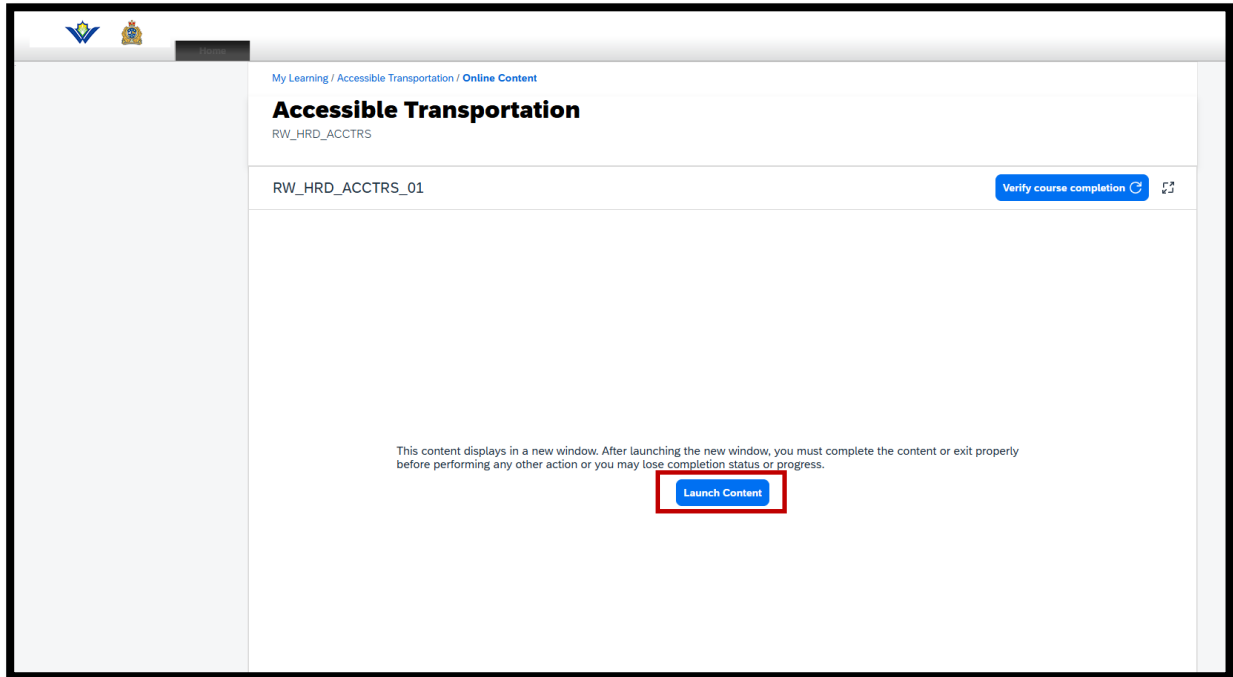 Home
My Learning / Accessible Transportation / Online Content
Accessible Transportation
RW_HRD_ACCTRS
RW_HRD_ACCTRS_01
Verify course completion
This content displays in a new window. After launching the new window, you must complete the content or exit properly
before performing any other action or you may lose completion status or progress.
Launch Content